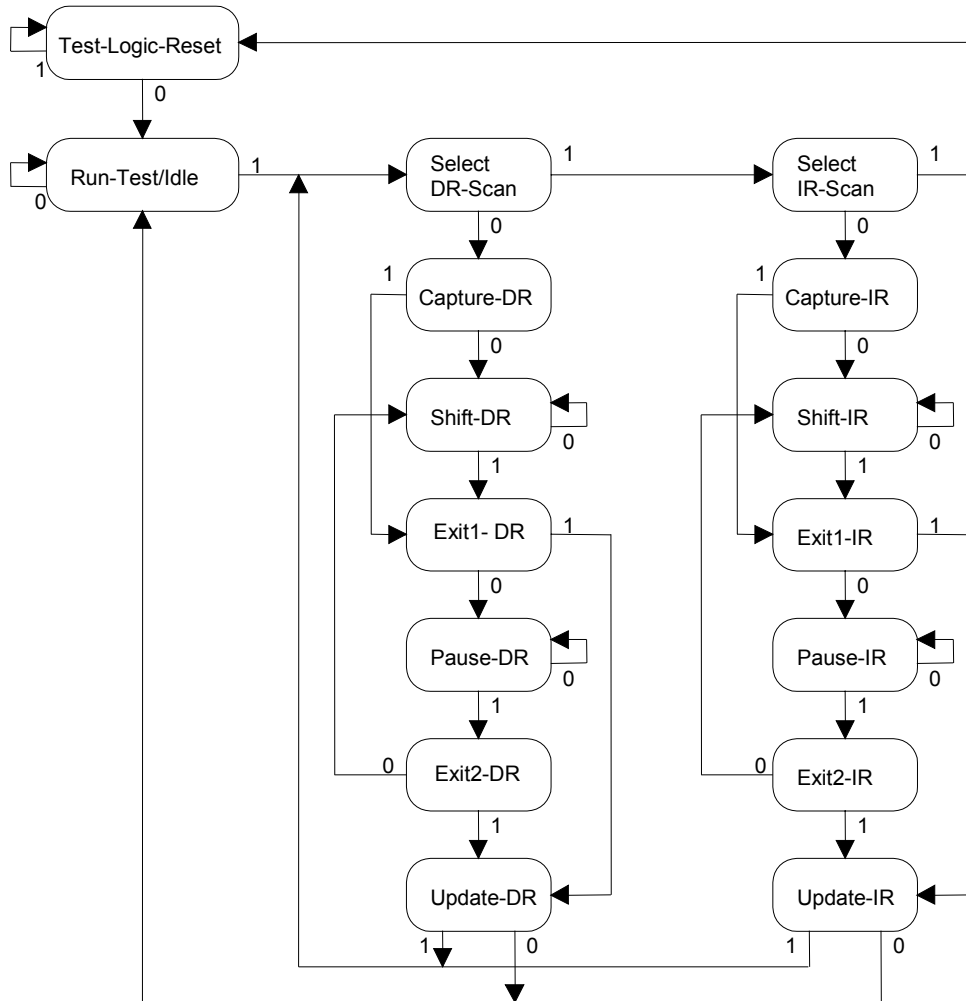 Test-Logic-Reset
1
0
Run-Test/Idle
1
0
Select
DR-Scan
1
0
Select
IR-Scan
1
0
1
Capture-DR
0
1
Capture-IR
0
Shift-DR
0
1
Shift-IR
0
1
Exit1- DR
1
0
Exit1-IR
1
0
Pause-DR
0
1
Pause-IR
0
1
0
Exit2-DR
1
0
Exit2-IR
1
Update-DR
1
0
Update-IR
1
0